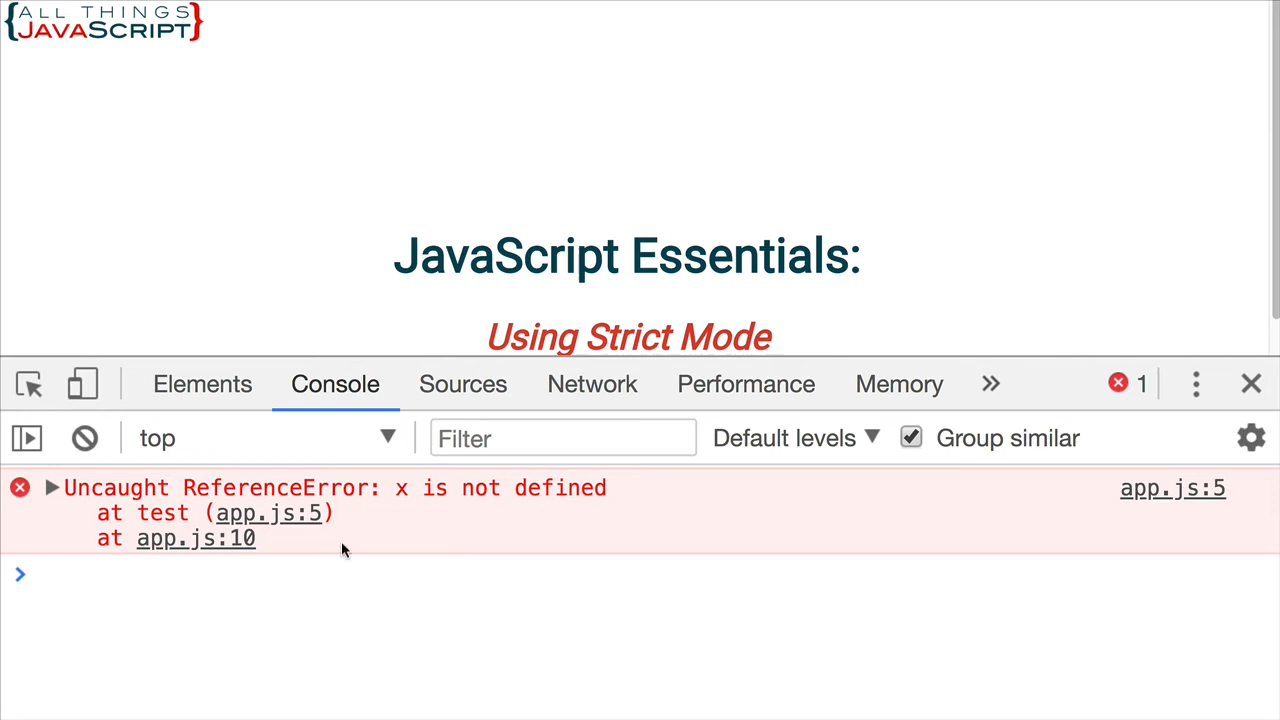 {ALL THINGS
JAVASCRIPT}
JavaScript Essentials:
Using Strict Mode
Elements Console Sources Network Performance Memory » 1
top Filter Default levels Group similar
Uncaught ReferenceError: x is not defined app.js:5
at test (app.js:5)
at app.js:10